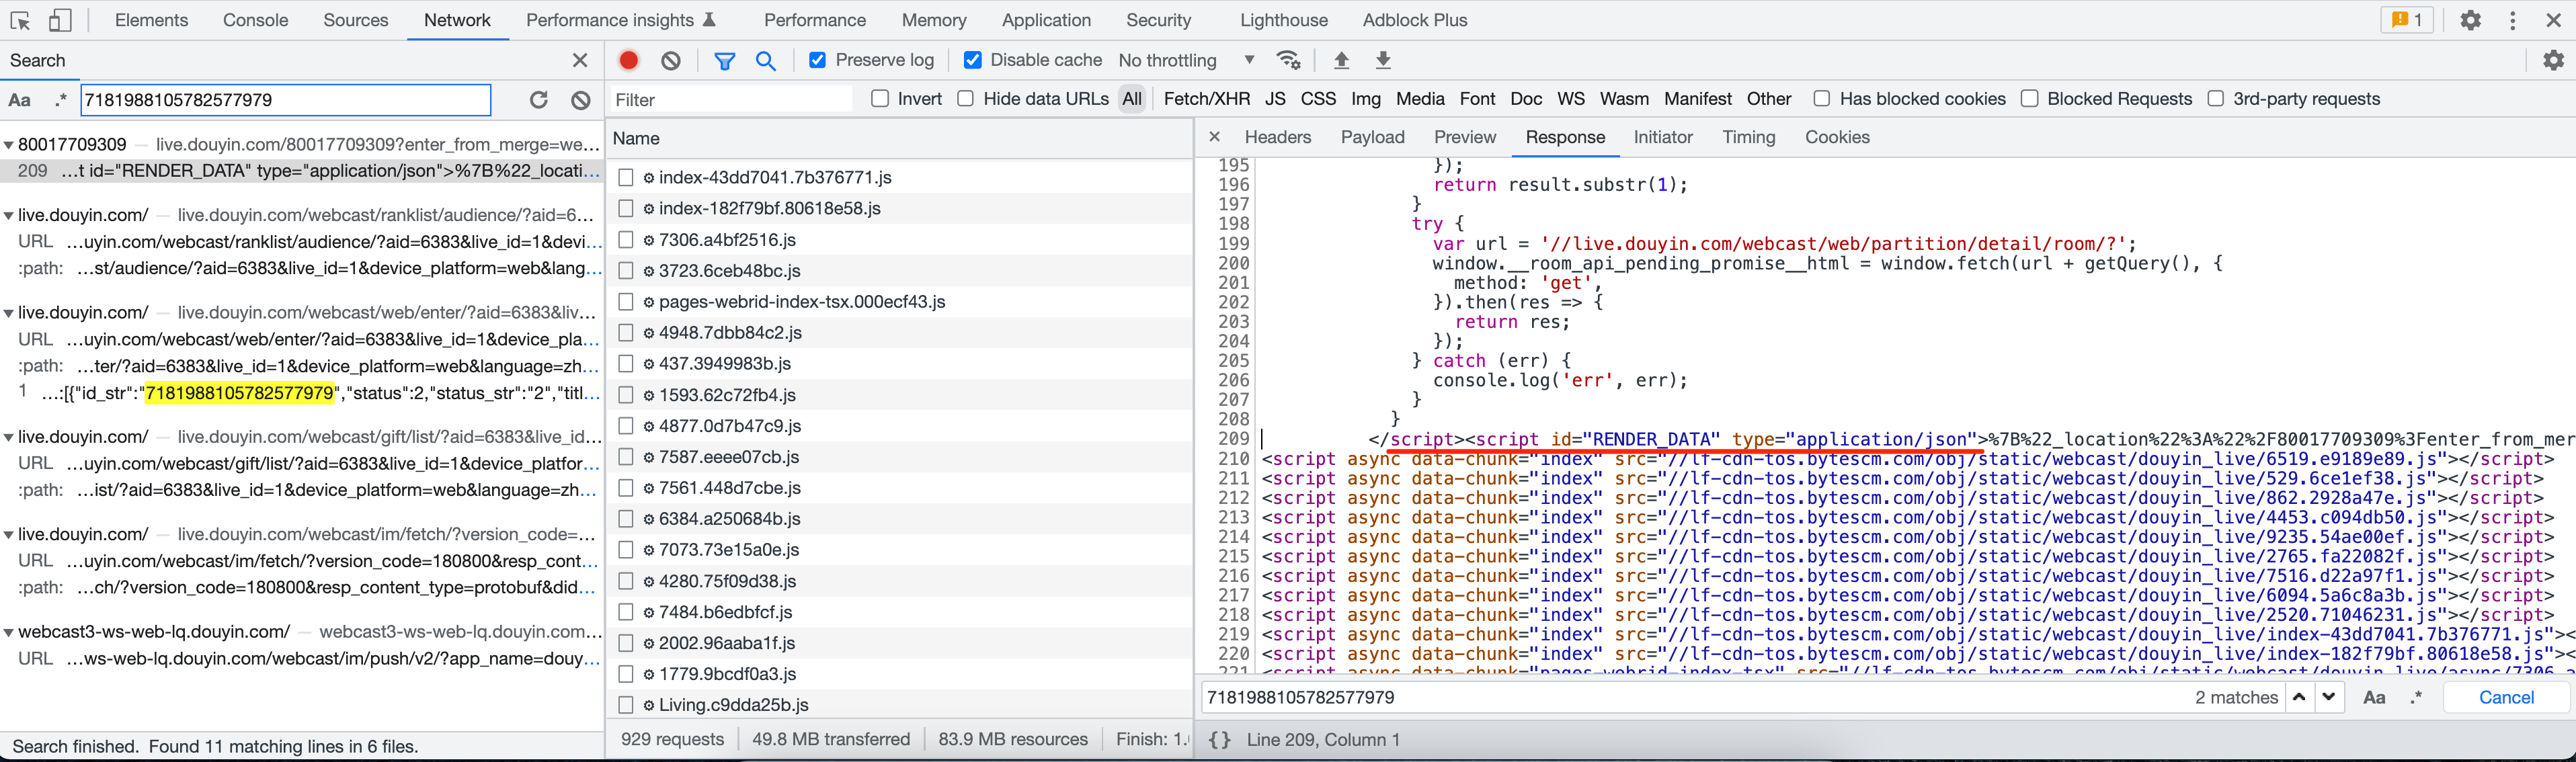 Elements Console Sources Network Performance insights Performance Memory Application Security Lighthouse Adblock Plus 1
Search
Preserve log Disable cache No throttling
Aa .* 7181988105782577979
Filter Invert Hide data URLs All Fetch/XHR JS CSS Img Media Font Doc WS Wasm Manifest Other Has blocked cookies Blocked Requests 3rd-party requests
80017709309 — live.douyin.com/80017709309?enter_from_merge=we…
209 …t id="RENDER_DATA" type="application/json">%7B%22_locati…
live.douyin.com/ — live.douyin.com/webcast/ranklist/audience/?aid=6…
URL …uyin.com/webcast/ranklist/audience/?aid=6383&live_id=1&devi…
:path: …st/audience/?aid=6383&live_id=1&device_platform=web&lang…
live.douyin.com/ — live.douyin.com/webcast/web/enter/?aid=6383&liv…
URL …uyin.com/webcast/web/enter/?aid=6383&live_id=1&device_pla…
:path: …ter/?aid=6383&live_id=1&device_platform=web&language=zh…
1 …:[{"id_str":"7181988105782577979","status":2,"status_str":"2","titl…
live.douyin.com/ — live.douyin.com/webcast/gift/list/?aid=6383&live_id…
URL …uyin.com/webcast/gift/list/?aid=6383&live_id=1&device_platfor…
:path: …ist/?aid=6383&live_id=1&device_platform=web&language=zh…
live.douyin.com/ — live.douyin.com/webcast/im/fetch/?version_code=…
URL …uyin.com/webcast/im/fetch/?version_code=180800&resp_cont…
:path: …ch/?version_code=180800&resp_content_type=protobuf&did…
webcast3-ws-web-lq.douyin.com/ — webcast3-ws-web-lq.douyin.com…
URL …ws-web-lq.douyin.com/webcast/im/push/v2/?app_name=douy…
Search finished. Found 11 matching lines in 6 files.
Name
index-43dd7041.7b376771.js
index-182f79bf.80618e58.js
7306.a4bf2516.js
3723.6ceb48bc.js
pages-webrid-index-tsx.000ecf43.js
4948.7dbb84c2.js
437.3949983b.js
1593.62c72fb4.js
4877.0d7b47c9.js
7587.eeee07cb.js
7561.448d7cbe.js
6384.a250684b.js
7073.73e15a0e.js
4280.75f09d38.js
7484.b6edbfcf.js
2002.96aaba1f.js
1779.9bcdf0a3.js
Living.c9dda25b.js
929 requests 49.8 MB transferred 83.9 MB resources Finish: 1.
Headers Payload Preview Response Initiator Timing Cookies
195 });
196 return result.substr(1);
197 }
198 try {
199 var url = '//live.douyin.com/webcast/web/partition/detail/room/?';
200 window.__room_api_pending_promise__html = window.fetch(url + getQuery(), {
201 method: 'get',
202 }).then(res => {
203 return res;
204 });
205 } catch (err) {
206 console.log('err', err);
207 }
208 }
209 </script><script id="RENDER_DATA" type="application/json">%7B%22_location%22%3A%22%2F80017709309%3Fenter_from_mer
210 <script async data-chunk="index" src="//lf-cdn-tos.bytescm.com/obj/static/webcast/douyin_live/6519.e9189e89.js"></script>
211 <script async data-chunk="index" src="//lf-cdn-tos.bytescm.com/obj/static/webcast/douyin_live/529.6ce1ef38.js"></script>
212 <script async data-chunk="index" src="//lf-cdn-tos.bytescm.com/obj/static/webcast/douyin_live/862.2928a47e.js"></script>
213 <script async data-chunk="index" src="//lf-cdn-tos.bytescm.com/obj/static/webcast/douyin_live/4453.c094db50.js"></script>
214 <script async data-chunk="index" src="//lf-cdn-tos.bytescm.com/obj/static/webcast/douyin_live/9235.54ae00ef.js"></script>
215 <script async data-chunk="index" src="//lf-cdn-tos.bytescm.com/obj/static/webcast/douyin_live/2765.fa22082f.js"></script>
216 <script async data-chunk="index" src="//lf-cdn-tos.bytescm.com/obj/static/webcast/douyin_live/7516.d22a97f1.js"></script>
217 <script async data-chunk="index" src="//lf-cdn-tos.bytescm.com/obj/static/webcast/douyin_live/6094.5a6c8a3b.js"></script>
218 <script async data-chunk="index" src="//lf-cdn-tos.bytescm.com/obj/static/webcast/douyin_live/2520.71046231.js"></script>
219 <script async data-chunk="index" src="//lf-cdn-tos.bytescm.com/obj/static/webcast/douyin_live/index-43dd7041.7b376771.js"><
220 <script async data-chunk="index" src="//lf-cdn-tos.bytescm.com/obj/static/webcast/douyin_live/index-182f79bf.80618e58.js"><
221 <script async data-chunk="pages-webrid-index-tsx" src="//lf-cdn-tos.bytescm.com/obj/static/webcast/douyin_live/async/7306.a
7181988105782577979 2 matches Aa .* Cancel
{} Line 209, Column 1